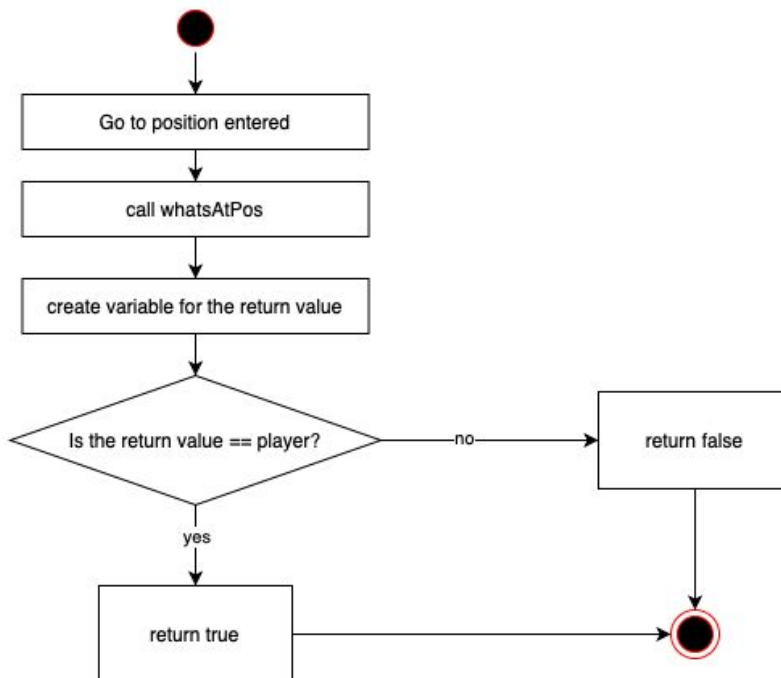 Go to position entered
call whatsAtPos
create variable for the return value
Is the return value == player?
no
return false
yes
return true